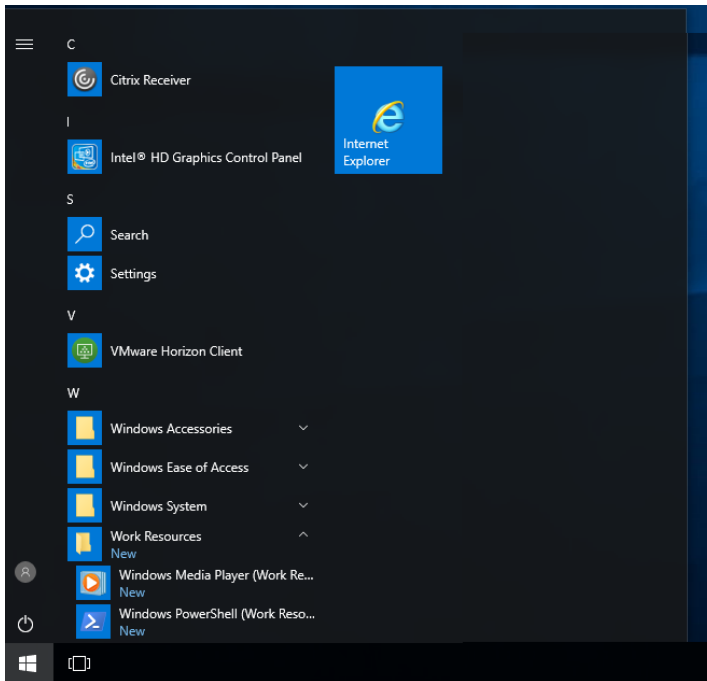 C
Citrix Receiver
I
Intel® HD Graphics Control Panel
S
Search
Settings
V
VMware Horizon Client
W
Windows Accessories
Windows Ease of Access
Windows System
Work Resources
New
Windows Media Player (Work Re...
New
Windows PowerShell (Work Reso...
New
Internet
Explorer